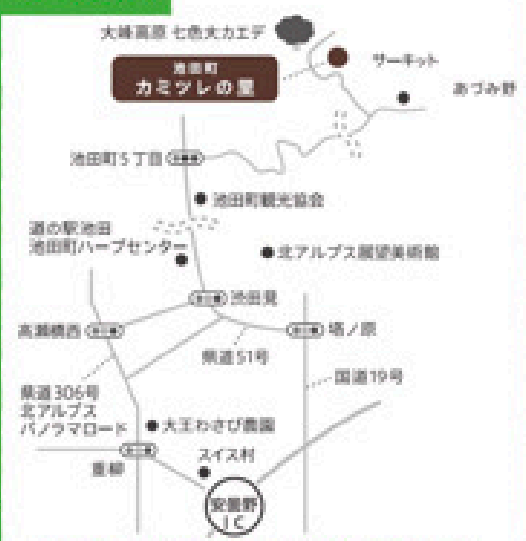 大峰高原 七色大カエデ
池田町
カミツレの里
サーキット
あづみ野
池田町5丁目
池田町観光協会
道の駅池田
池田町ハーブセンター
北アルプス展望美術館
池田見
高瀬橋西
塔ノ原
県道51号
国道19号
県道306号
北アルプス
パノラマロード
大王わさび農園
スイス村
重柳
安曇野
IC